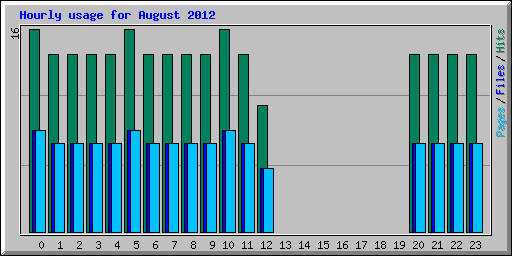 Hourly usage for August 2012
16
Pages/Files/Hits
0 1 2 3 4 5 6 7 8 9 10 11 12 13 14 15 16 17 18 19 20 21 22 23